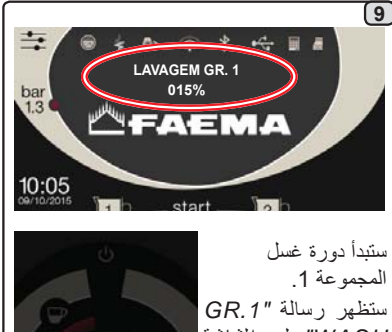 9
LAVAGEM GR. 1
015%
bar
1.3
FAEMA
10:05
09/10/2015
1 start 2
ستبدأ دورة غسل
المجموعة 1.
ستظهر رسالة "GR.1